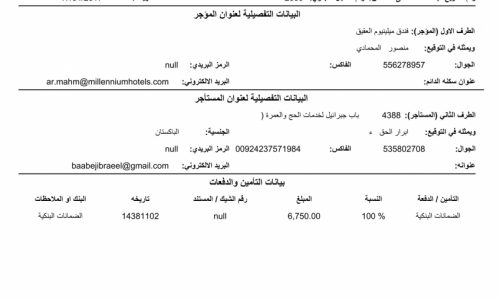 البيانات التفصيلية لعنوان المؤجر
الطرف الاول (المؤجر): فندق ميلينيوم العقيق
ويمثله في التوقيع: منصور المحمادي
الجوال: 556278957 الفاكس: الرمز البريدي: null
عنوان سكنه الدائم: البريد الالكتروني: ar.mahm@millenniumhotels.com
البيانات التفصيلية لعنوان المستأجر
الطرف الثاني (المستأجر): 4388 باب جبرائيل لخدمات الحج والعمرة (
ويمثله في التوقيع: ابرار الحق ء الجنسية: الباكستان
الجوال: 535802708 الفاكس: 00924237571984 الرمز البريدي: null
عنوانه: البريد الالكتروني: baabejibraeel@gmail.com
بيانات التأمين والدفعات
التأمين / الدفعة النسبة المبلغ رقم الشيك / المستند تاريخه البنك او الملاحظات
الضمانات البنكية 100 % 6,750.00 null 14381102 الضمانات البنكية